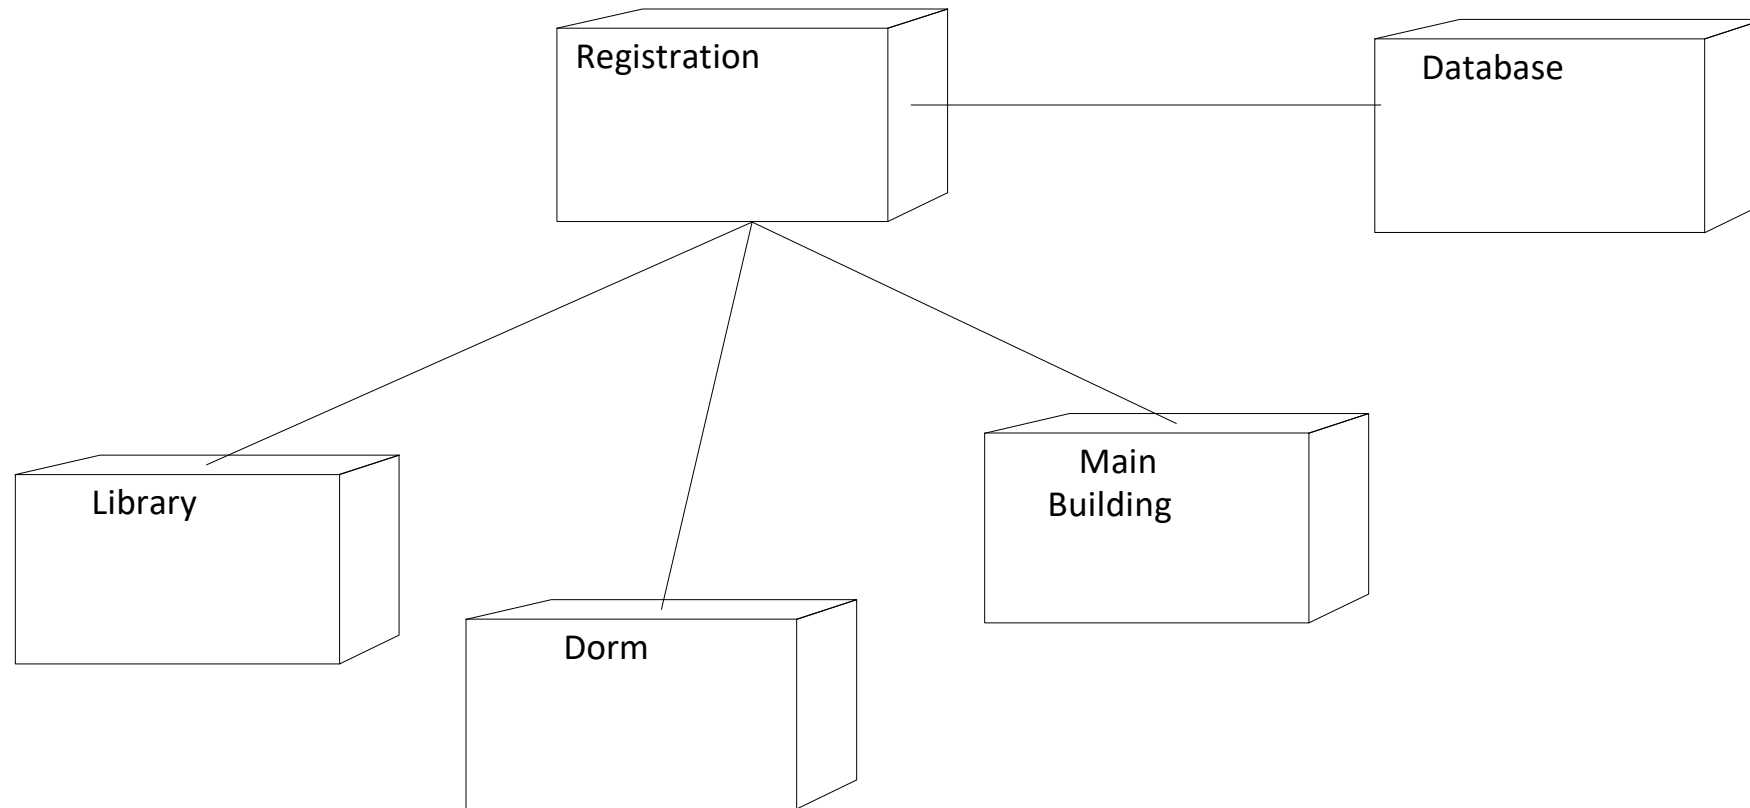 Registration
Database
Library
Main
Building
Dorm